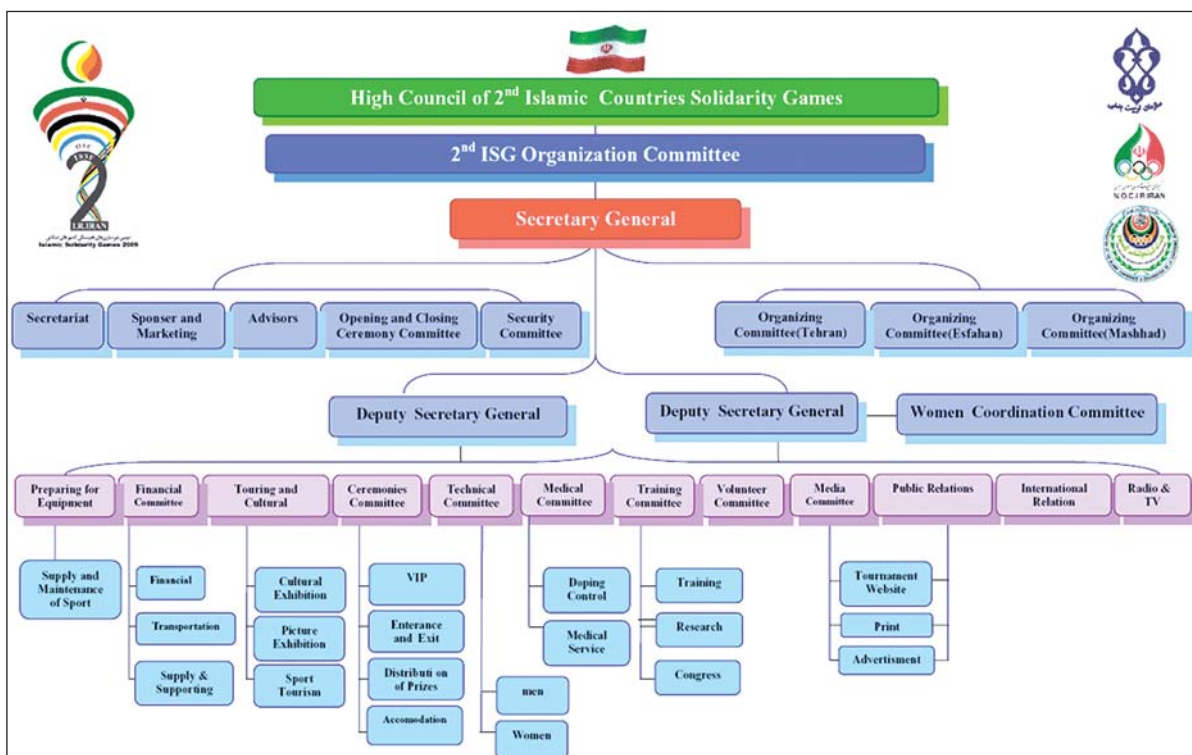 High Council of 2nd Islamic Countries Solidarity Games
2nd ISG Organization Committee
Secretary General
O I C
ISSF
2
I.R.IRAN
Islamic Solidarity Games 2009
N.O.C.I.R.IRAN
Secretariat
Sponser and
Marketing
Advisors
Opening and Closing
Ceremony Committee
Security
Committee
Organizing
Committee(Tehran)
Organizing
Committee(Esfahan)
Organizing
Committee(Mashhad)
Deputy Secretary General
Deputy Secretary General
Women Coordination Committee
Preparing for
Equipment
Financial
Committee
Touring and
Cultural
Ceremonies
Committee
Technical
Committee
Medical
Committee
Training
Committee
Volunteer
Committee
Media
Committee
Public Relations
International
Relation
Radio &
TV
Supply and
Maintenance
of Sport
Financial
Transportation
Supply &
Supporting
Cultural
Exhibition
Picture
Exhibition
Sport
Tourism
VIP
Enterance
and Exit
Distributi on
of Prizes
Accomodation
men
Women
Doping
Control
Medical
Service
Training
Research
Congress
Tournament
Website
Print
Advertisment